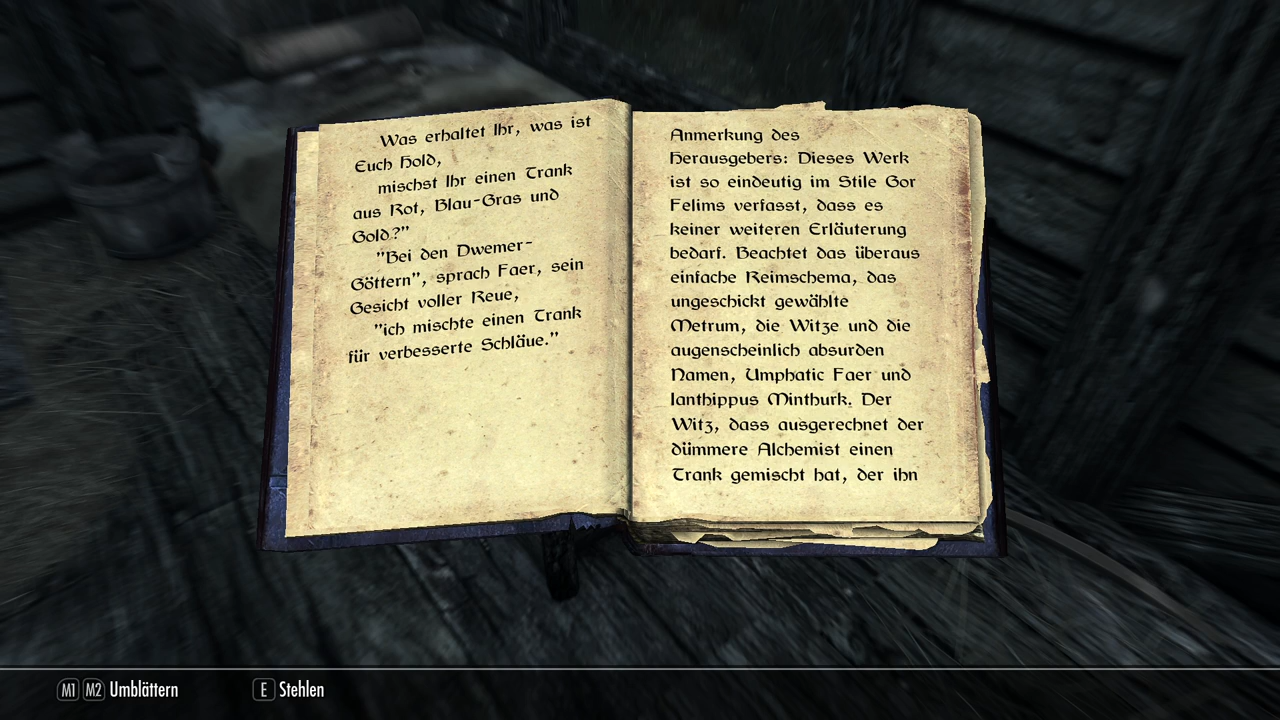 Was erhaltet Ihr, was ist
Euch hold,
mischst Ihr einen Trank
aus Rot, Blau-Gras und
Gold?"
"Bei den Dwemer-
Göttern", sprach Faer, sein
Gesicht voller Reue,
"ich mischte einen Trank
für verbesserte Schläue."
Anmerkung des
Herausgebers: Dieses Werk
ist so eindeutig im Stile Gor
Felims verfasst, dass es
keiner weiteren Erläuterung
bedarf. Beachtet das überaus
einfache Reimschema, das
ungeschickt gewählte
Metrum, die Witze und die
augenscheinlich absurden
Namen, Umphatic Faer und
Ianthippus Minthurk. Der
Witz, dass ausgerechnet der
dümmere Alchemist einen
Trank gemischt hat, der ihn
M1 M2 Umblättern
E Stehlen